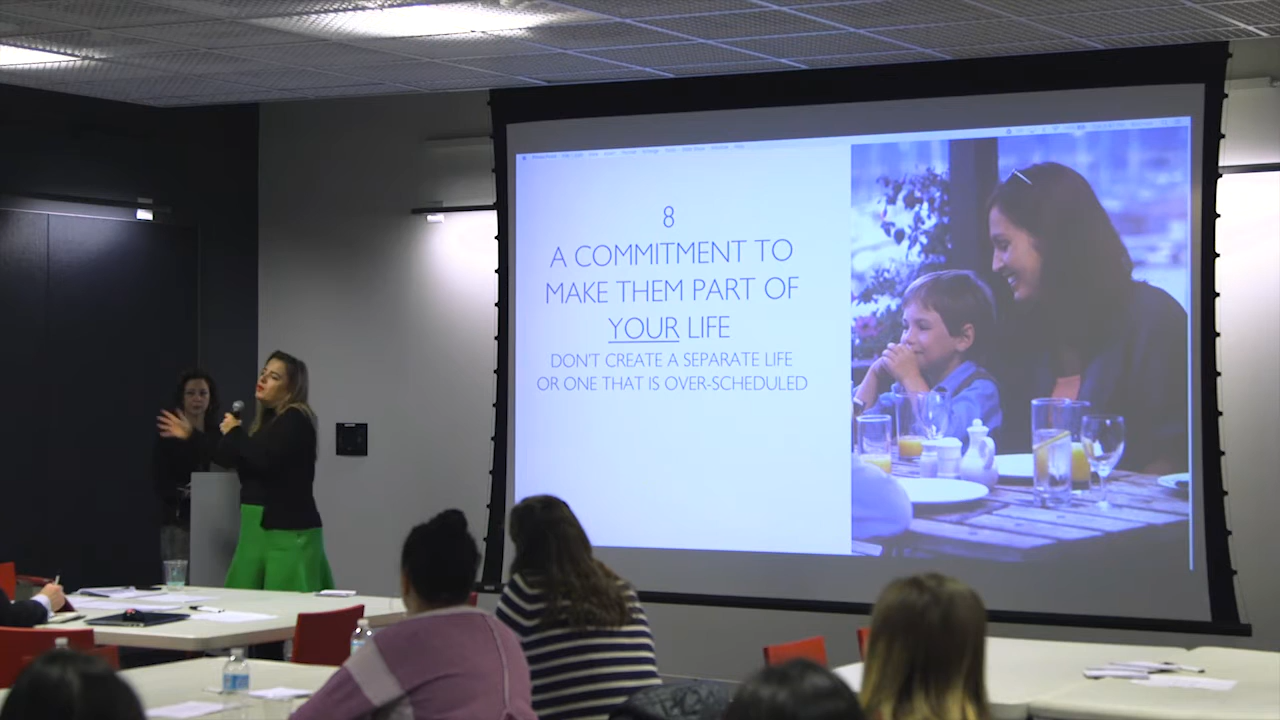 8
A COMMITMENT TO
MAKE THEM PART OF
YOUR LIFE
DON'T CREATE A SEPARATE LIFE
OR ONE THAT IS OVER-SCHEDULED